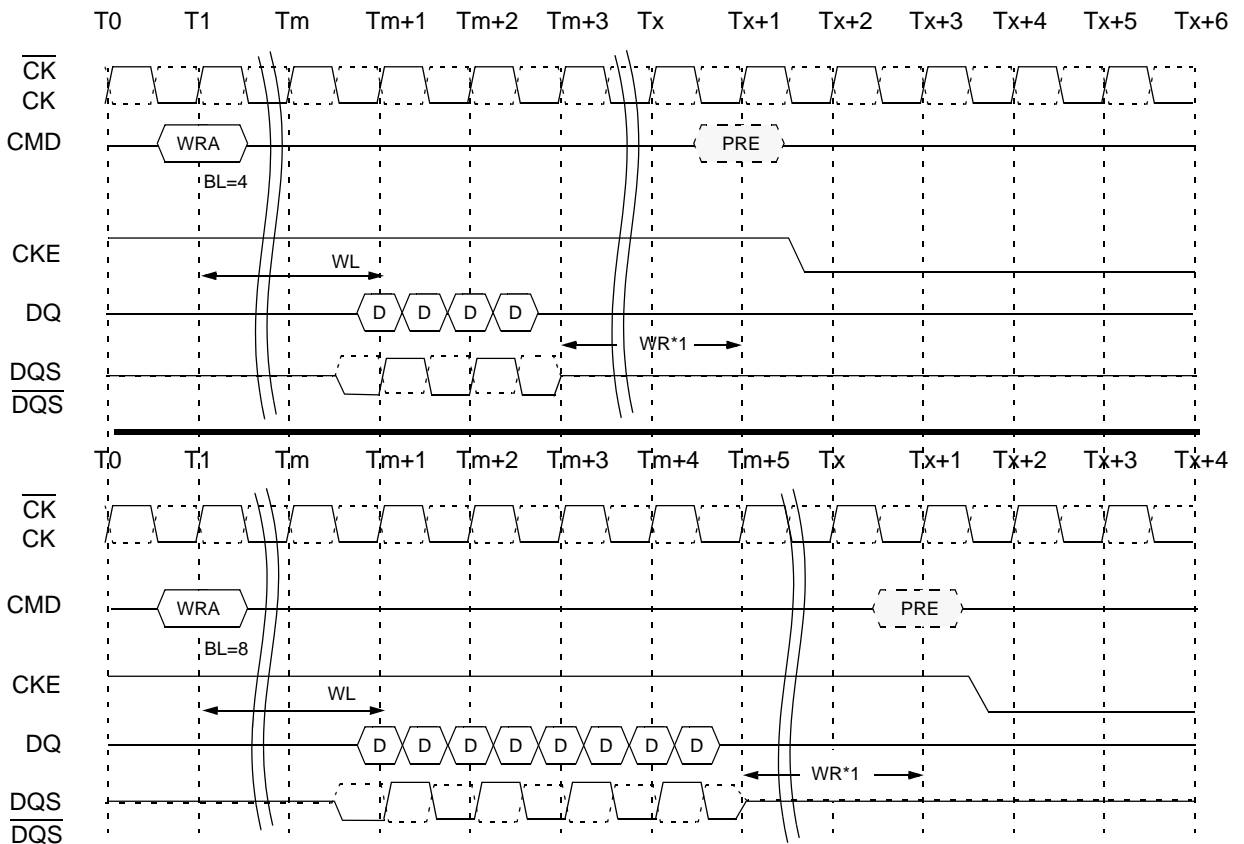 T0 T1 Tm Tm+1 Tm+2 Tm+3 Tx Tx+1 Tx+2 Tx+3 Tx+4 Tx+5 Tx+6
CK
CK
CMD WRA PRE
BL=4
CKE
WL
DQ D D D D
WR*1
DQS
DQS
T0 T1 Tm Tm+1 Tm+2 Tm+3 Tm+4 Tm+5 Tx Tx+1 Tx+2 Tx+3 Tx+4
CK
CK
CMD WRA PRE
BL=8
CKE
WL
DQ D D D D D D D D
WR*1
DQS
DQS